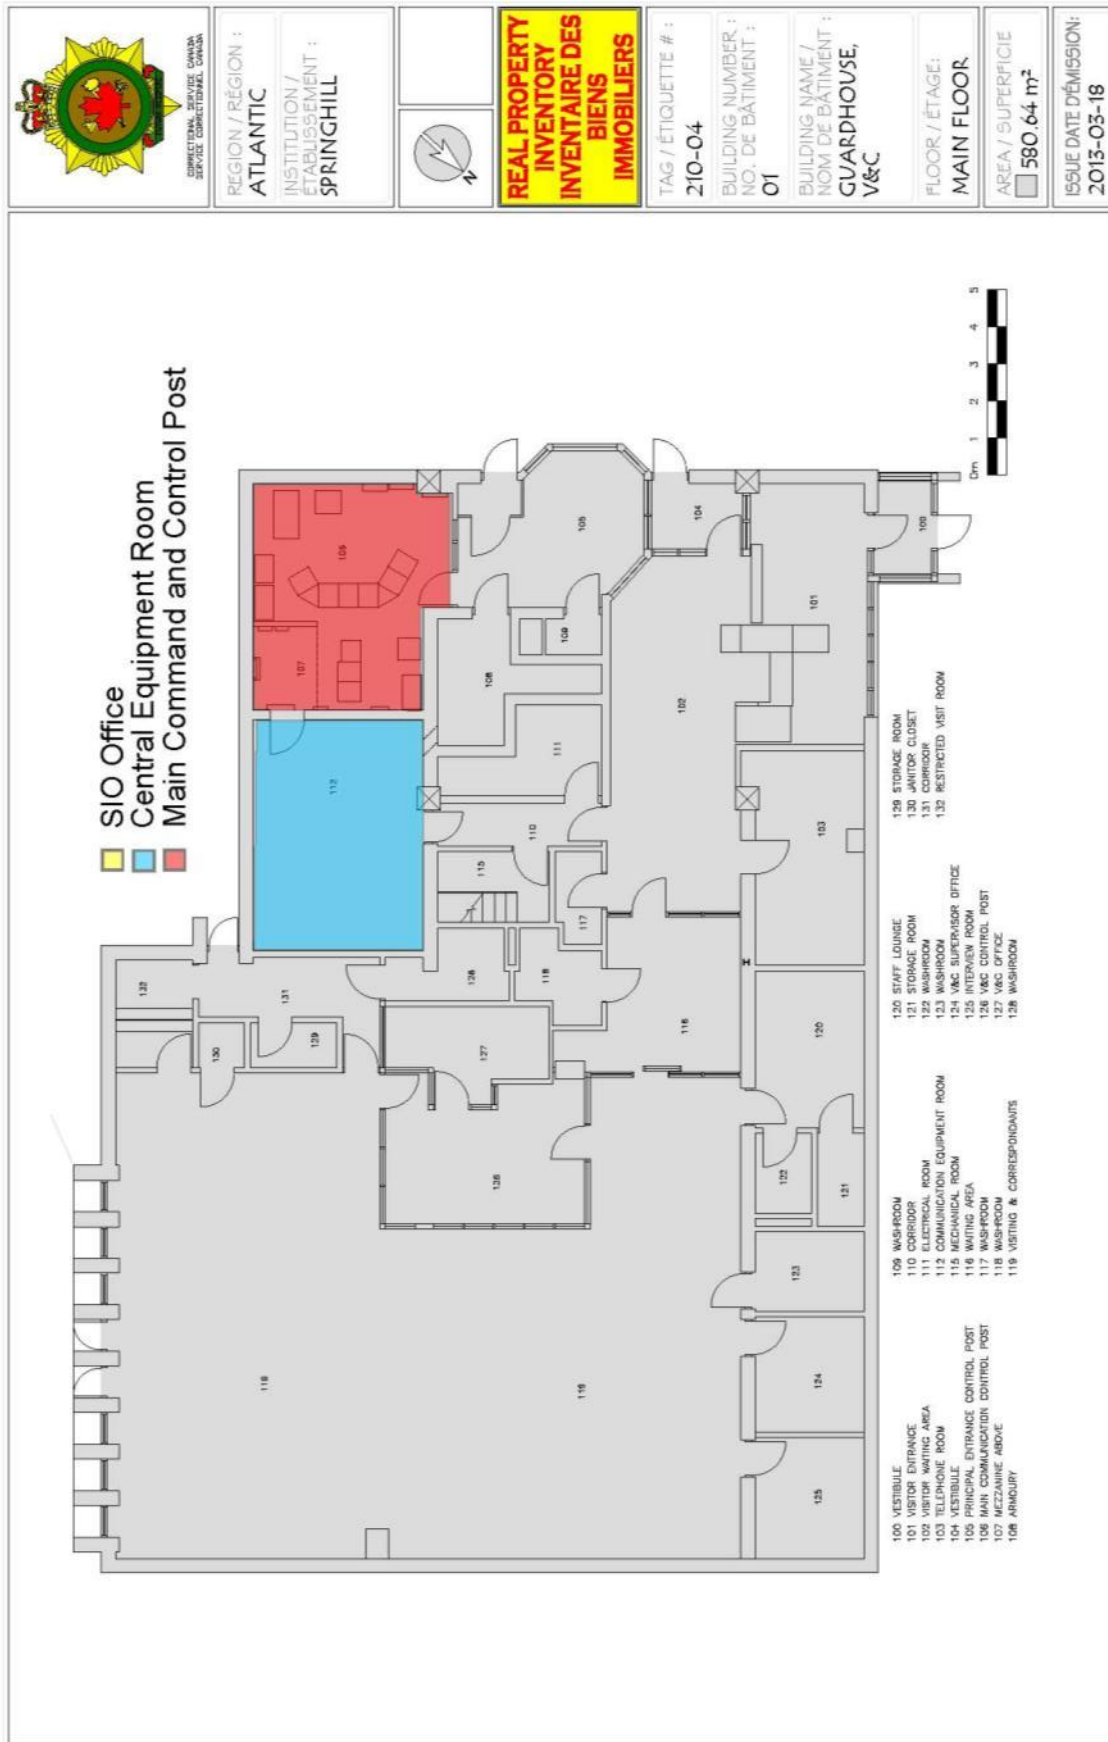 CORRECTIONAL SERVICE CANADA
SERVICE CORRECTIONNEL CANADA
REGION / RÉGION :
ATLANTIC
INSTITUTION /
ÉTABLISSEMENT :
SPRINGHILL
N
REAL PROPERTY
INVENTORY
INVENTAIRE DES
BIENS
IMMOBILIERS
TAG / ÉTIQUETTE # :
210-04
BUILDING NUMBER :
NO. DE BÂTIMENT :
01
BUILDING NAME /
NOM DE BÂTIMENT :
GUARDHOUSE,
V&C
FLOOR / ÉTAGE:
MAIN FLOOR
AREA / SUPERFICIE
580.64 m²
ISSUE DATE D'ÉMISSION:
2013-03-18
SIO Office
Central Equipment Room
Main Command and Control Post
132
131
130
129
128
127
126
112
107
106
108
109
105
104
100
101
102
103
111
110
115
117
118
116
119
119
120
121
122
123
124
125
0m 1 2 3 4 5
100 VESTIBULE
101 VISITOR ENTRANCE
102 VISITOR WAITING AREA
103 TELEPHONE ROOM
104 VESTIBULE
105 PRINCIPAL ENTRANCE CONTROL POST
106 MAIN COMMUNICATION CONTROL POST
107 MEZZANINE ABOVE
108 ARMOURY
109 WASHROOM
110 CORRIDOR
111 ELECTRICAL ROOM
112 COMMUNICATION EQUIPMENT ROOM
115 MECHANICAL ROOM
116 WAITING AREA
117 WASHROOM
118 WASHROOM
119 VISITING & CORRESPONDANTS
120 STAFF LOUNGE
121 STORAGE ROOM
122 WASHROOM
123 WASHROOM
124 V&C SUPERVISOR OFFICE
125 INTERVIEW ROOM
126 V&C CONTROL POST
127 V&C OFFICE
128 WASHROOM
129 STORAGE ROOM
130 JANITOR CLOSET
131 CORRIDOR
132 RESTRICTED VISIT ROOM